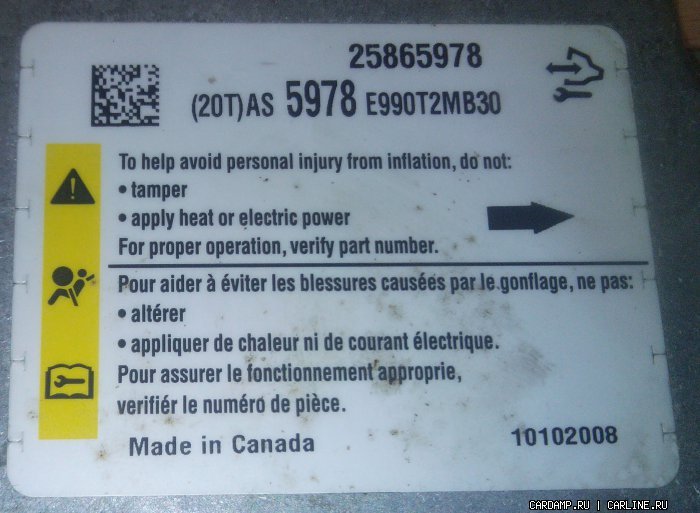 25865978
(20T)AS 5978 E990T2MB30
To help avoid personal injury from inflation, do not:
• tamper
• apply heat or electric power
For proper operation, verify part number.
Pour aider à éviter les blessures causées par le gonflage, ne pas:
• altérer
• appliquer de chaleur ni de courant électrique.
Pour assurer le fonctionnement approprie,
verifiér le numéro de pièce.
Made in Canada
10102008
CARDAMP.RU | CARLINE.RU